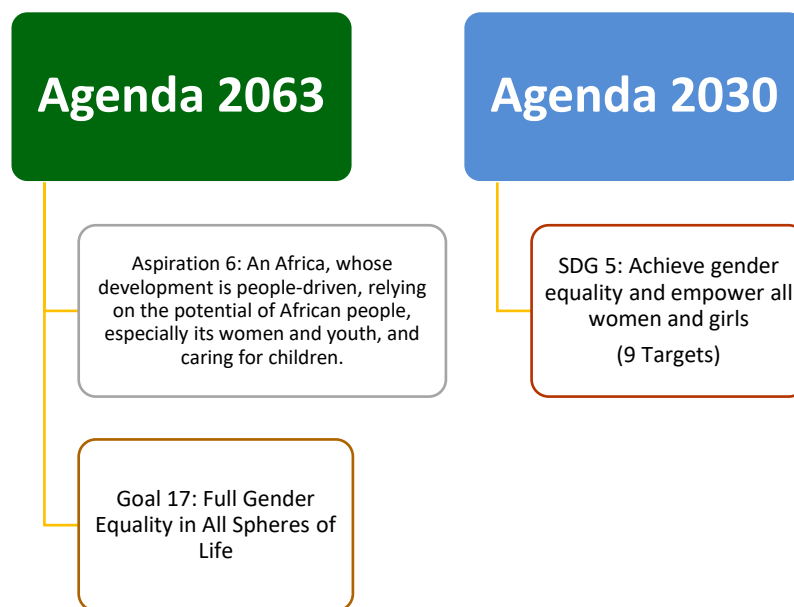 Agenda 2063
Aspiration 6: An Africa, whose
development is people-driven, relying
on the potential of African people,
especially its women and youth, and
caring for children.
Goal 17: Full Gender
Equality in All Spheres of
Life
Agenda 2030
SDG 5: Achieve gender
equality and empower all
women and girls
(9 Targets)